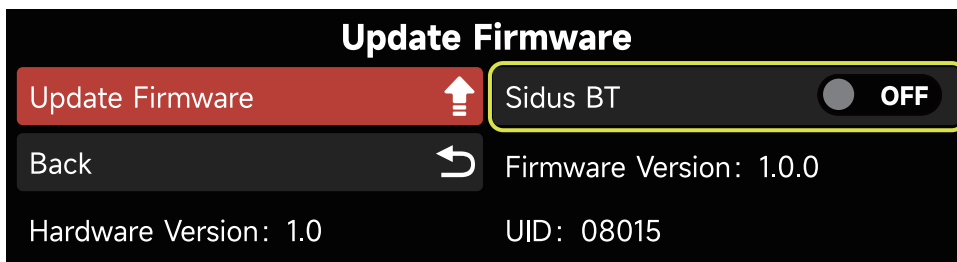 Update Firmware
Update Firmware
Sidus BT OFF
Back
Firmware Version: 1.0.0
Hardware Version: 1.0
UID: 08015